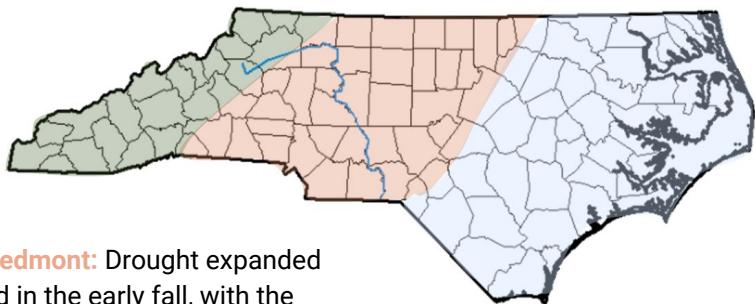 edmont: Drought expanded
d in the early fall, with the